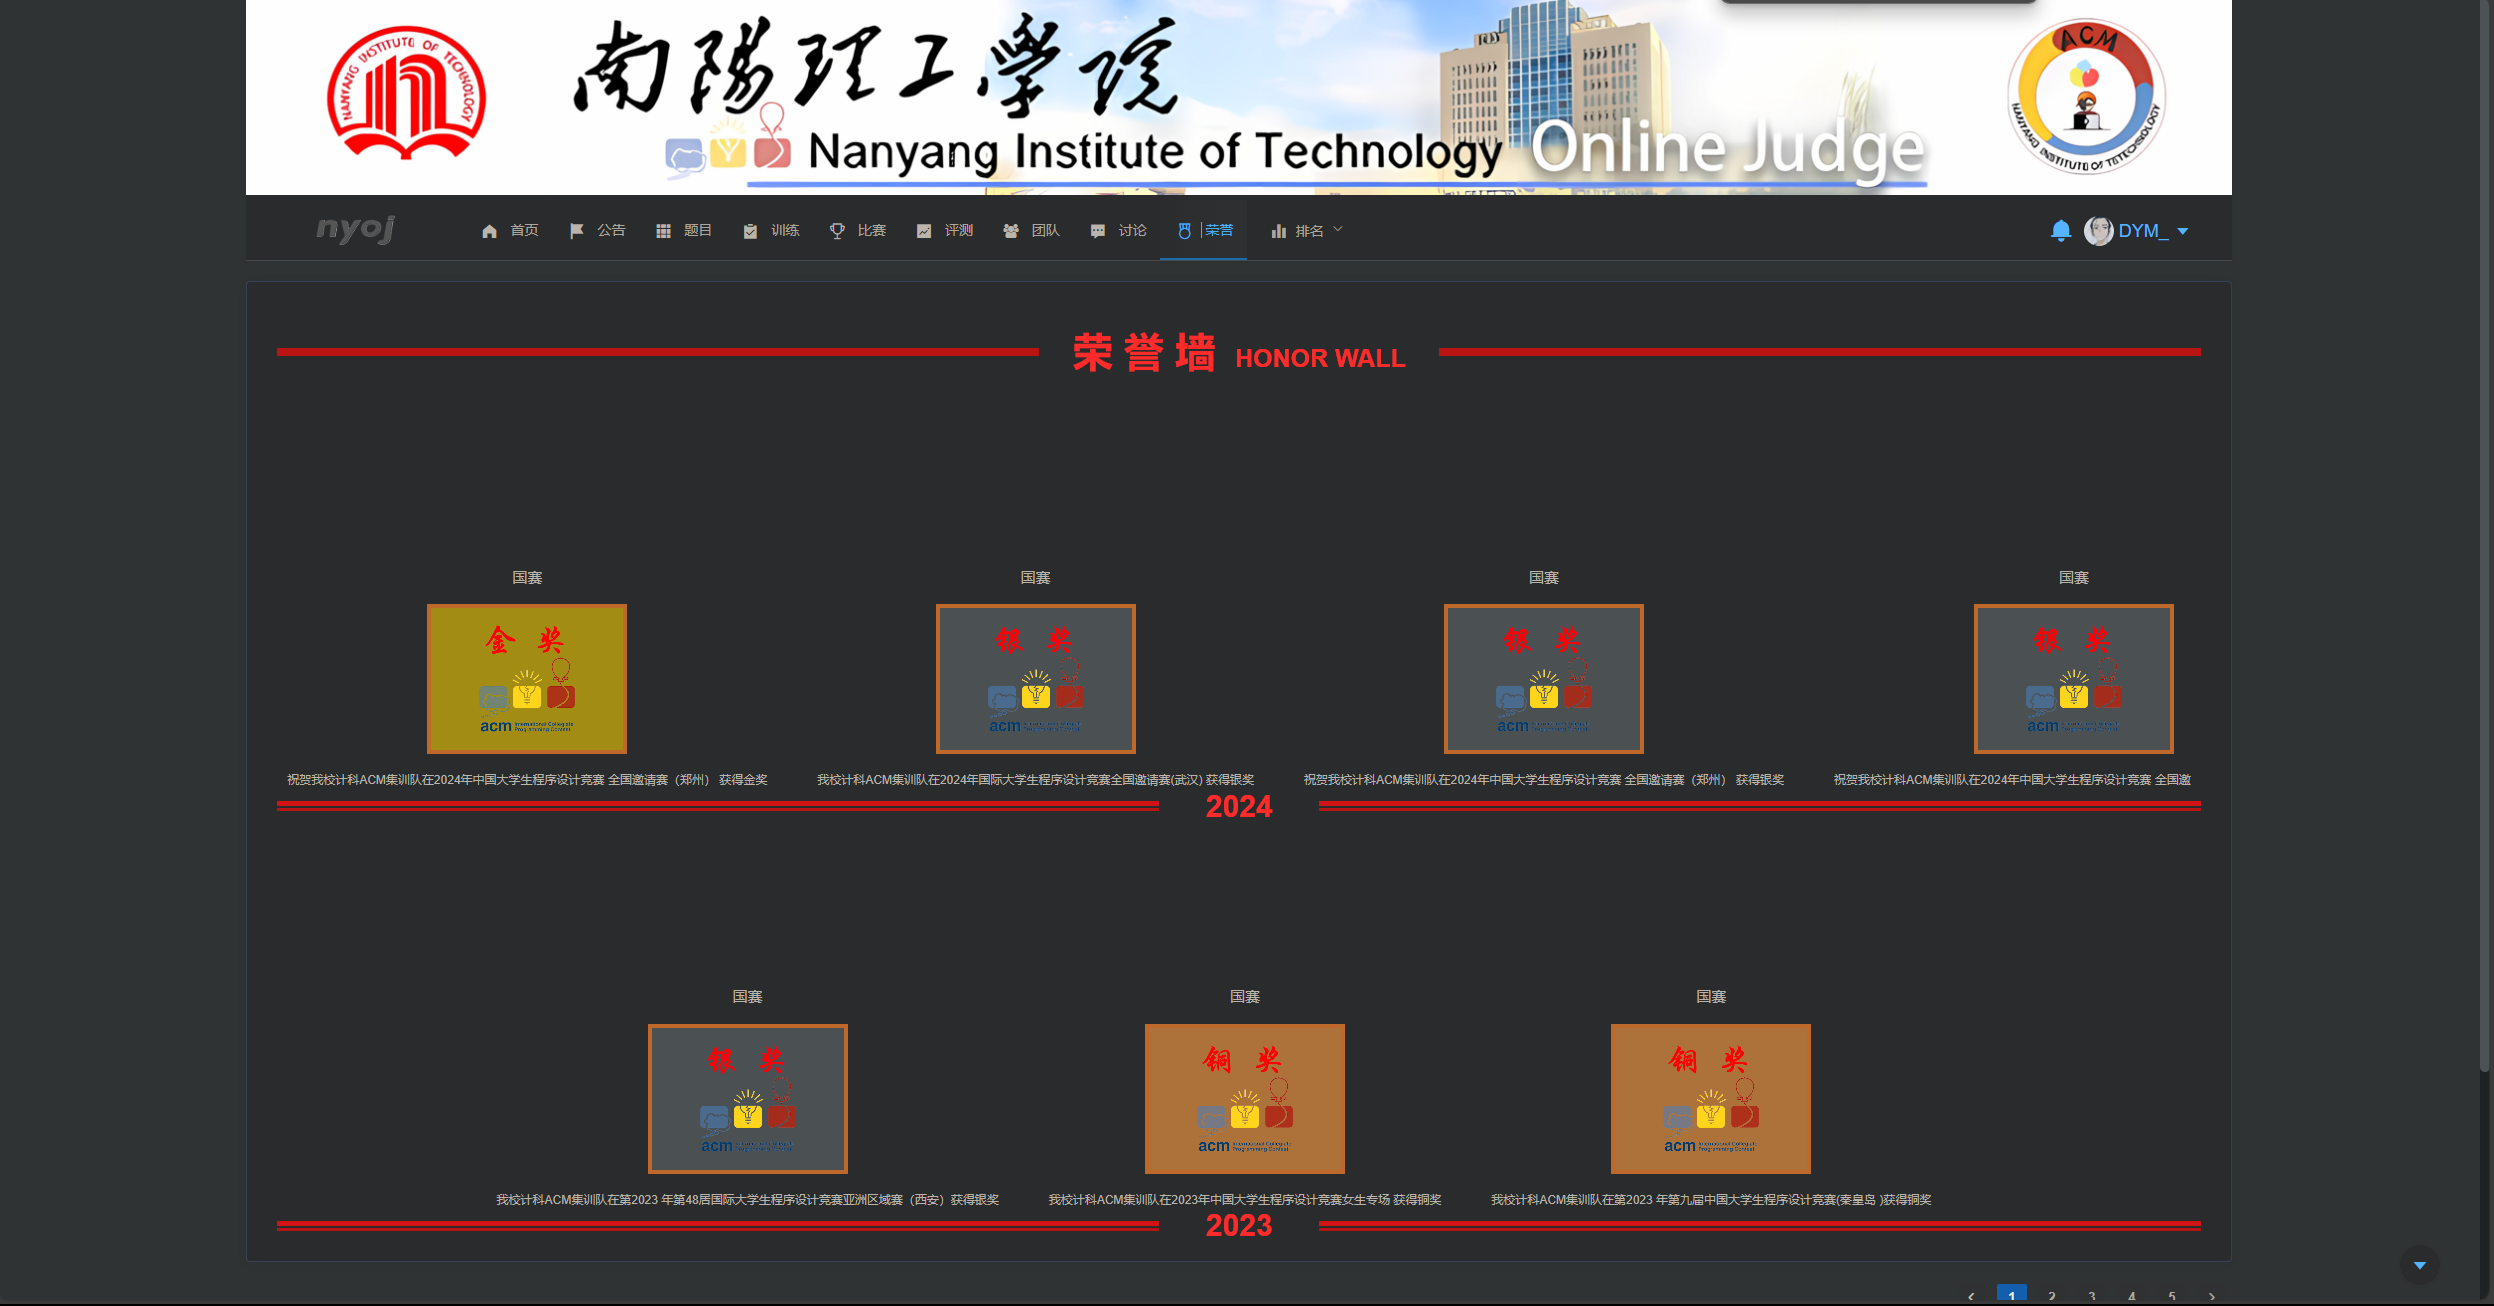 南陽理工學院
NANYANG INSTITUTE OF TECHNOLOGY
Nanyang Institute of Technology Online Judge
ACM
nyoj 首页 公告 题目 训练 比赛 评测 团队 讨论 荣誉 排名 DYM_
荣誉墙 HONOR WALL
国赛 国赛 国赛 国赛
金奖 银奖 银奖 银奖
acm International Collegiate Programming Contest acm acm acm
祝贺我校计科ACM集训队在2024年中国大学生程序设计竞赛 全国邀请赛（郑州） 获得金奖
我校计科ACM集训队在2024年国际大学生程序设计竞赛全国邀请赛(武汉) 获得银奖
祝贺我校计科ACM集训队在2024年中国大学生程序设计竞赛 全国邀请赛（郑州） 获得银奖
祝贺我校计科ACM集训队在2024年中国大学生程序设计竞赛 全国邀
2024
国赛 国赛 国赛
银奖 铜奖 铜奖
acm acm International Collegiate Programming Contest acm International Collegiate Programming Contest
我校计科ACM集训队在第2023 年第48届国际大学生程序设计竞赛亚洲区域赛（西安）获得银奖
我校计科ACM集训队在2023年中国大学生程序设计竞赛女生专场 获得铜奖
我校计科ACM集训队在第2023 年第九届中国大学生程序设计竞赛(秦皇岛 )获得铜奖
2023
1 2 3 4 5